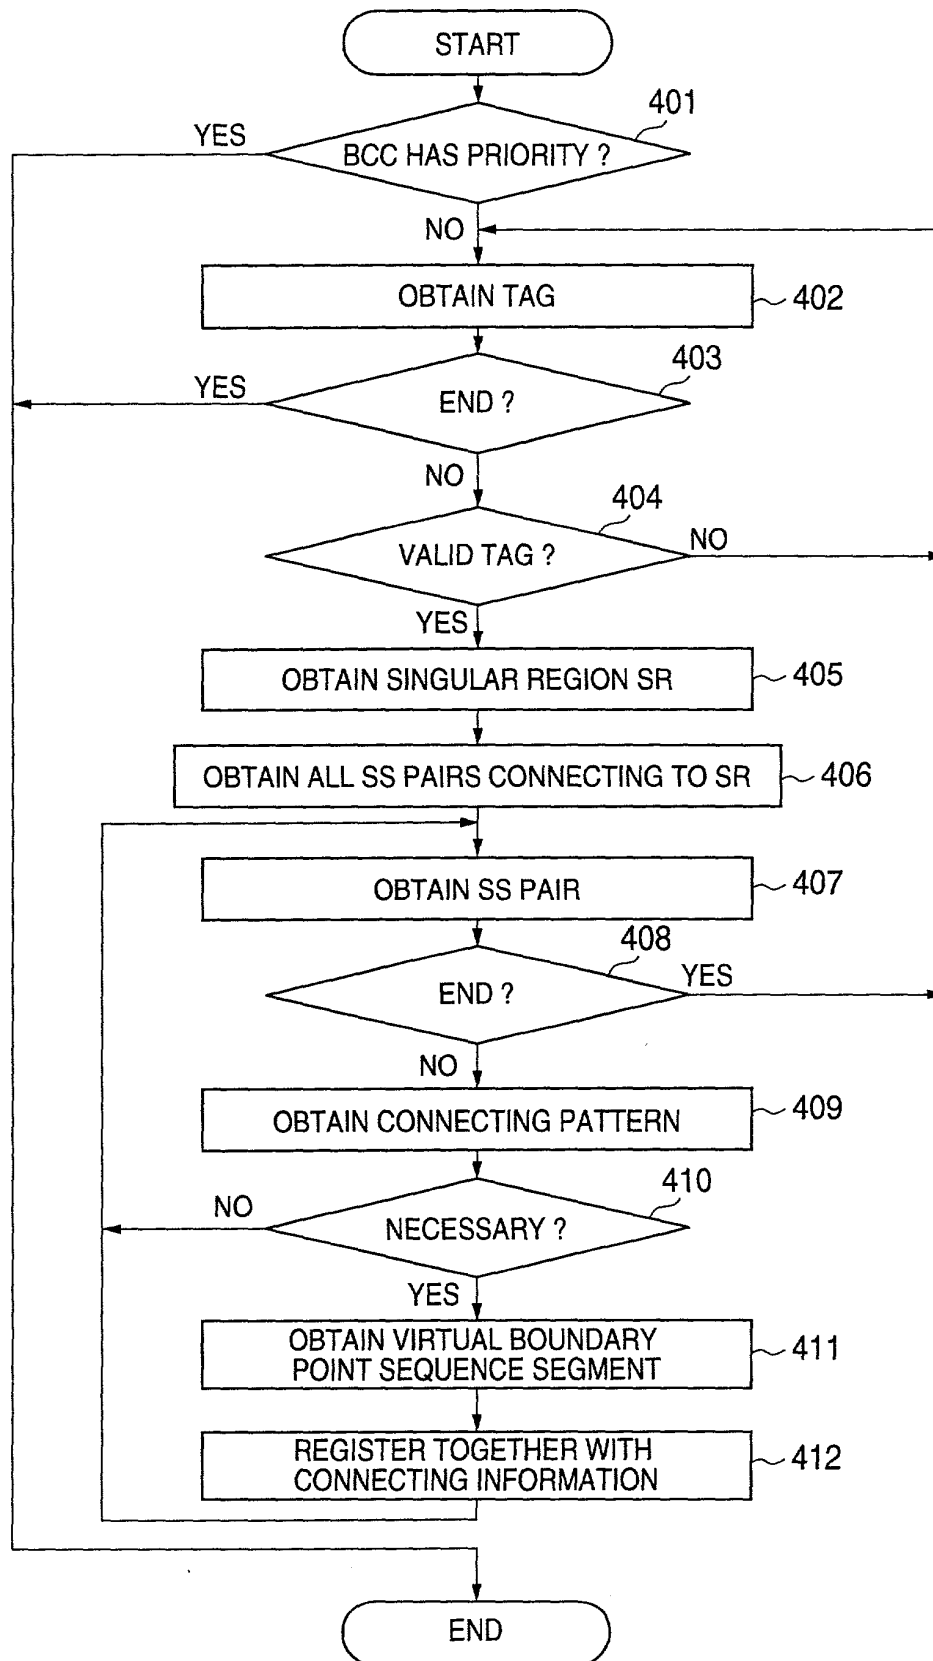 START
401
YES
BCC HAS PRIORITY ?
NO
OBTAIN TAG
402
403
YES
END ?
NO
404
VALID TAG ?
NO
YES
OBTAIN SINGULAR REGION SR
405
OBTAIN ALL SS PAIRS CONNECTING TO SR
406
OBTAIN SS PAIR
407
408
END ?
YES
NO
OBTAIN CONNECTING PATTERN
409
410
NO
NECESSARY ?
YES
OBTAIN VIRTUAL BOUNDARY
POINT SEQUENCE SEGMENT
411
REGISTER TOGETHER WITH
CONNECTING INFORMATION
412
END